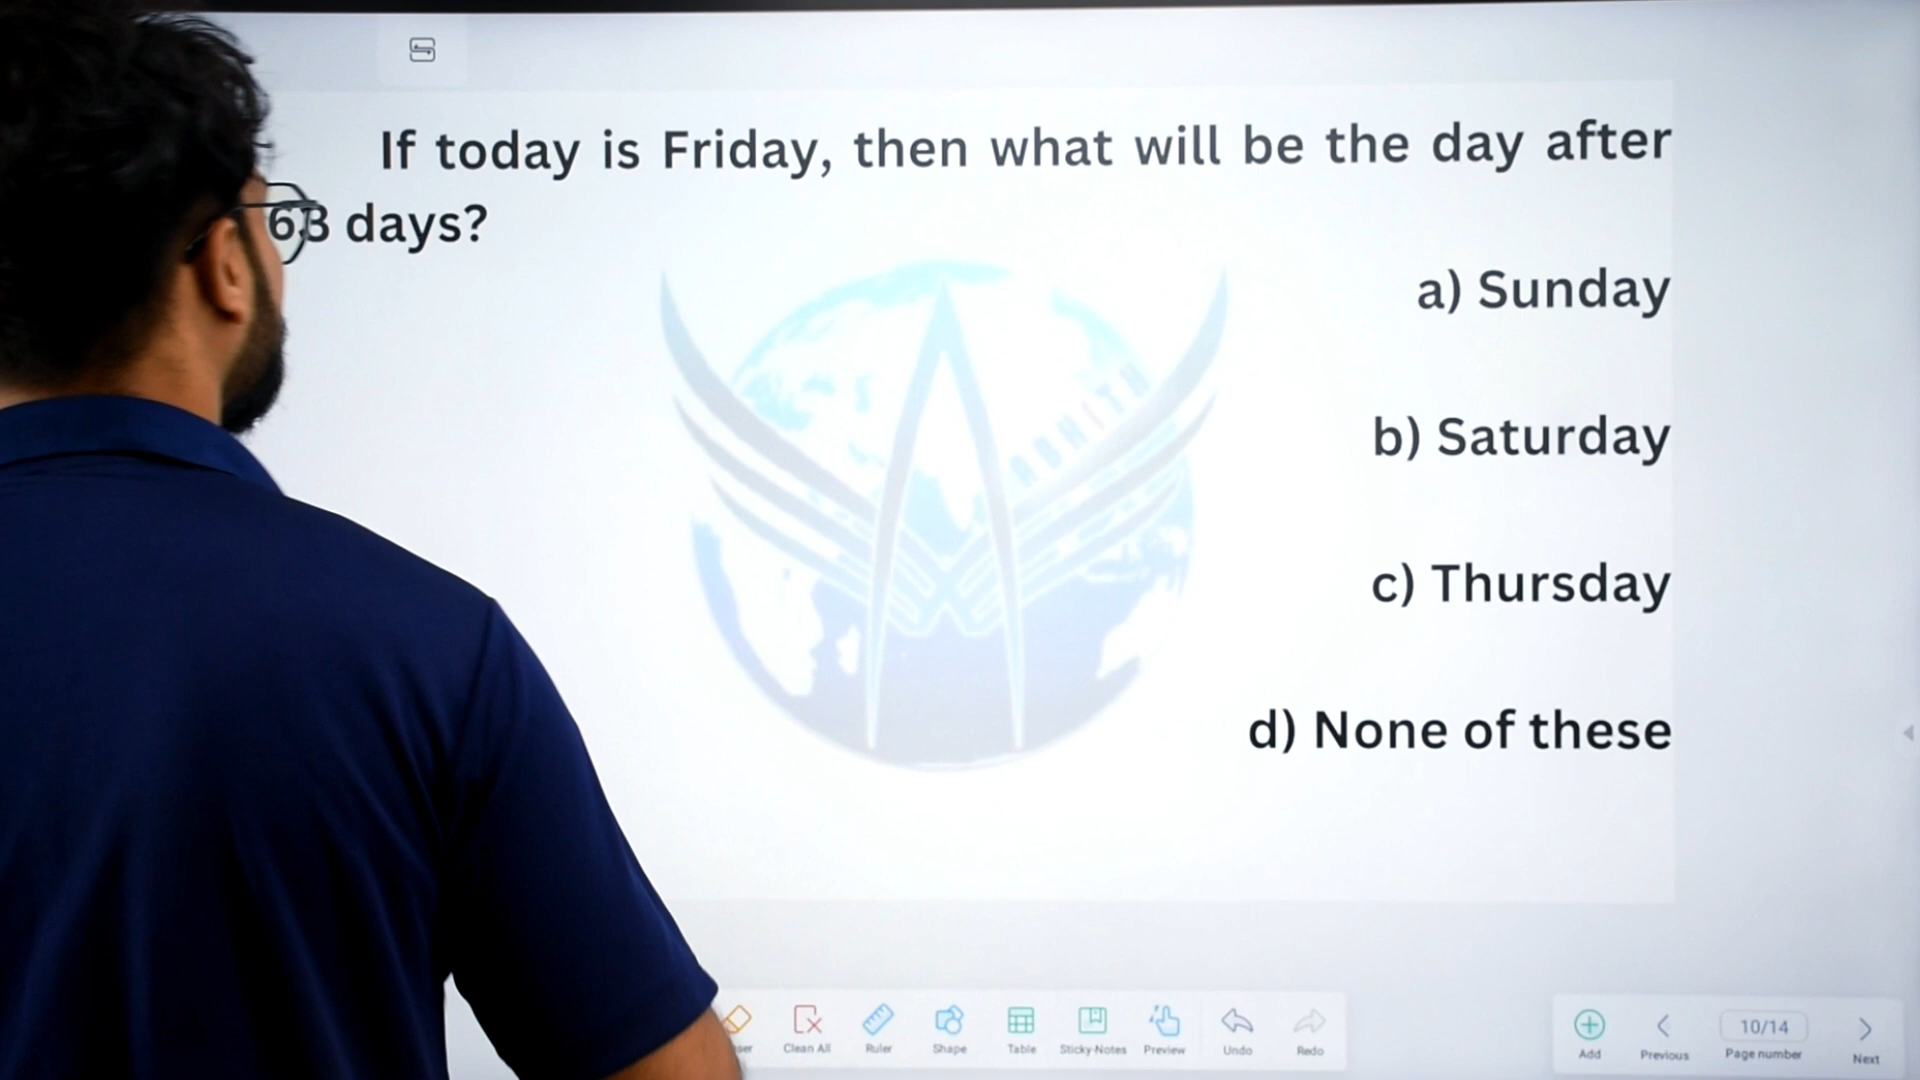 If today is Friday, then what will be the day after
63 days?
a) Sunday
b) Saturday
c) Thursday
d) None of these
ABHITH
Clean All
Ruler
Shape
Table
Sticky-Notes
Preview
Undo
Redo
Add
Previous
10/14
Page number
Next